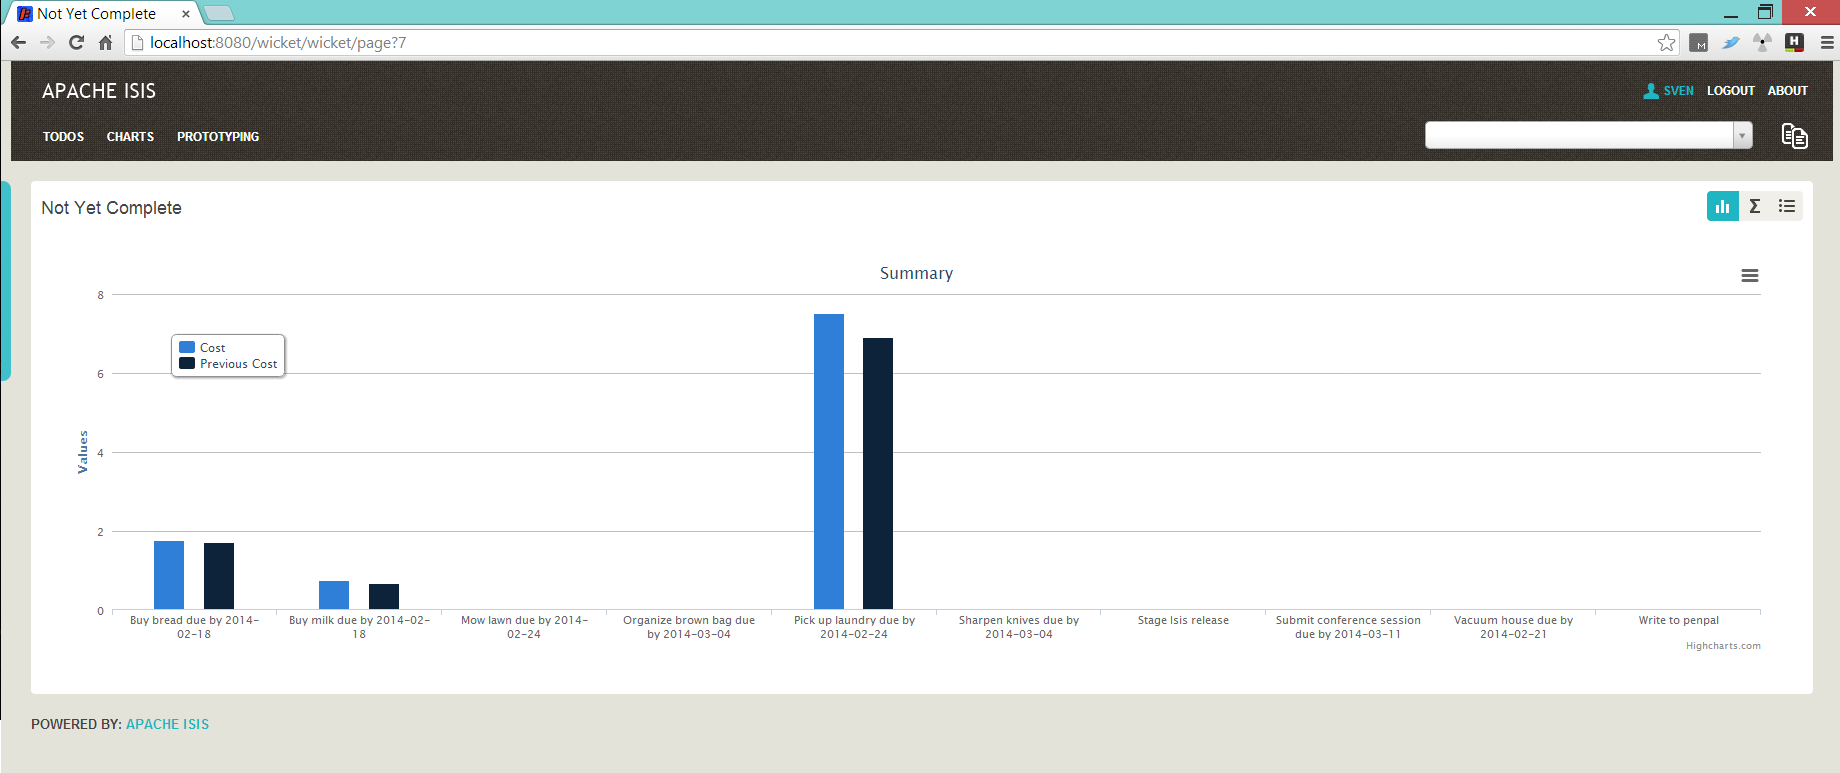 Not Yet Complete
localhost:8080/wicket/wicket/page?7
M
H
APACHE ISIS
SVEN LOGOUT ABOUT
TODOS CHARTS PROTOTYPING
Not Yet Complete
Σ
Summary
8
6
4
2
0
Values
Cost
Previous Cost
Buy bread due by 2014-
02-18
Buy milk due by 2014-02-
18
Mow lawn due by 2014-
02-24
Organize brown bag due
by 2014-03-04
Pick up laundry due by
2014-02-24
Sharpen knives due by
2014-03-04
Stage Isis release
Submit conference session
due by 2014-03-11
Vacuum house due by
2014-02-21
Write to penpal
Highcharts.com
POWERED BY: APACHE ISIS